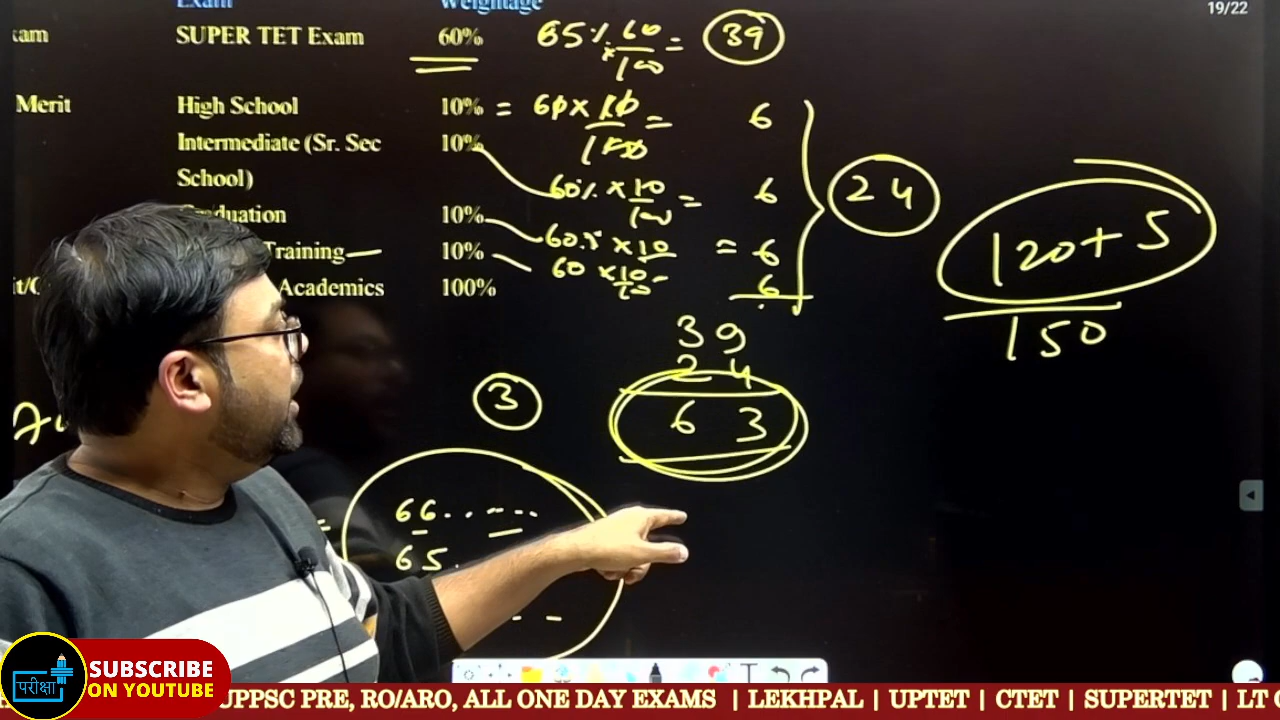 Exam Weightage
19/22
xam SUPER TET Exam 60% 65% × 60/100 = 39
Merit High School 10% = 60 × 10/100 = 6
Intermediate (Sr. Sec 10%
School) 60% × 10/100 = 6
24
Graduation 10% 60% × 10 = 6
120+5
Training 10% 60 × 10/100 = 6
Academics 100%
150
39
24
3
63
66
65
परीक्षा
SUBSCRIBE
ON YOUTUBE
UPPSC PRE, RO/ARO, ALL ONE DAY EXAMS | LEKHPAL | UPTET | CTET | SUPERTET | LT